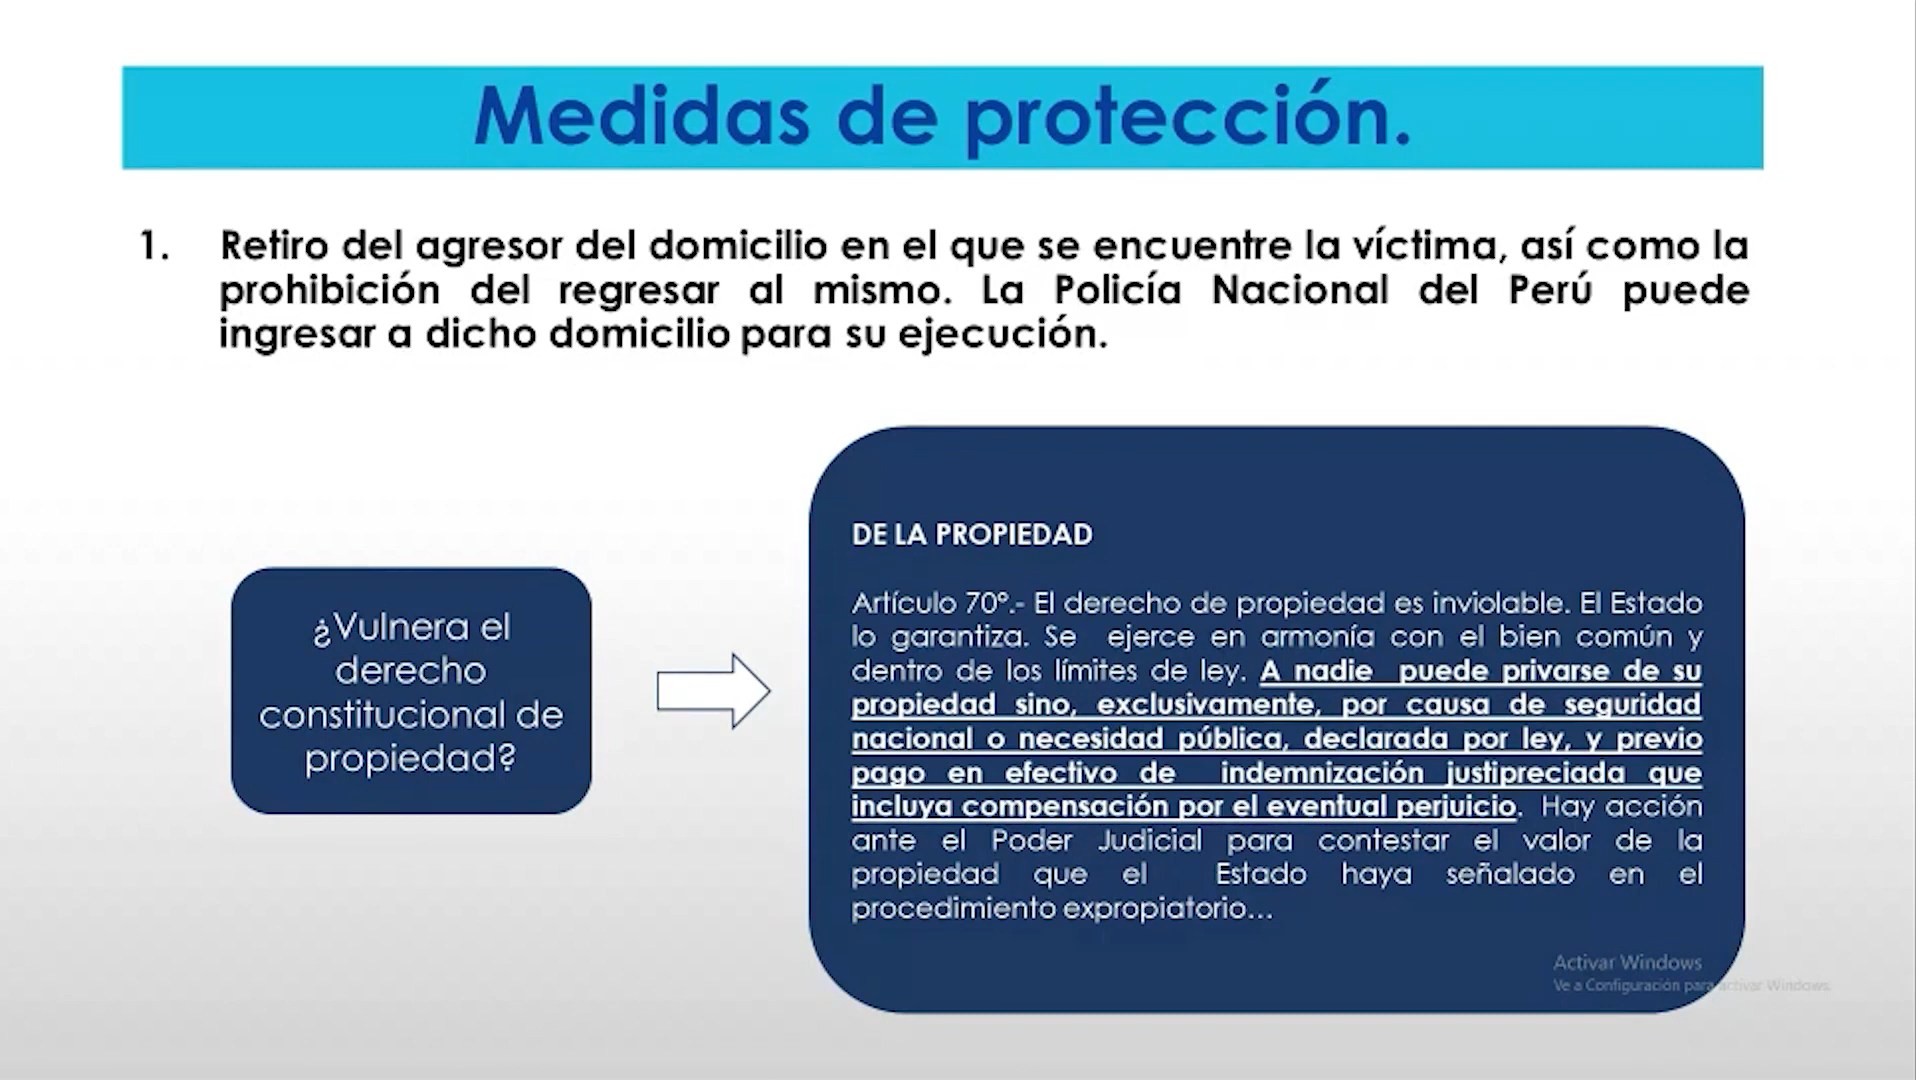 Medidas de protección.
1. Retiro del agresor del domicilio en el que se encuentre la víctima, así como la
prohibición del regresar al mismo. La Policía Nacional del Perú puede
ingresar a dicho domicilio para su ejecución.
¿Vulnera el
derecho
constitucional de
propiedad?
DE LA PROPIEDAD
Artículo 70°.- El derecho de propiedad es inviolable. El Estado
lo garantiza. Se ejerce en armonía con el bien común y
dentro de los límites de ley. A nadie puede privarse de su
propiedad sino, exclusivamente, por causa de seguridad
nacional o necesidad pública, declarada por ley, y previo
pago en efectivo de indemnización justipreciada que
incluya compensación por el eventual perjuicio. Hay acción
ante el Poder Judicial para contestar el valor de la
propiedad que el Estado haya señalado en el
procedimiento expropiatorio...
Activar Windows
Ve a Configuración para activar Windows.